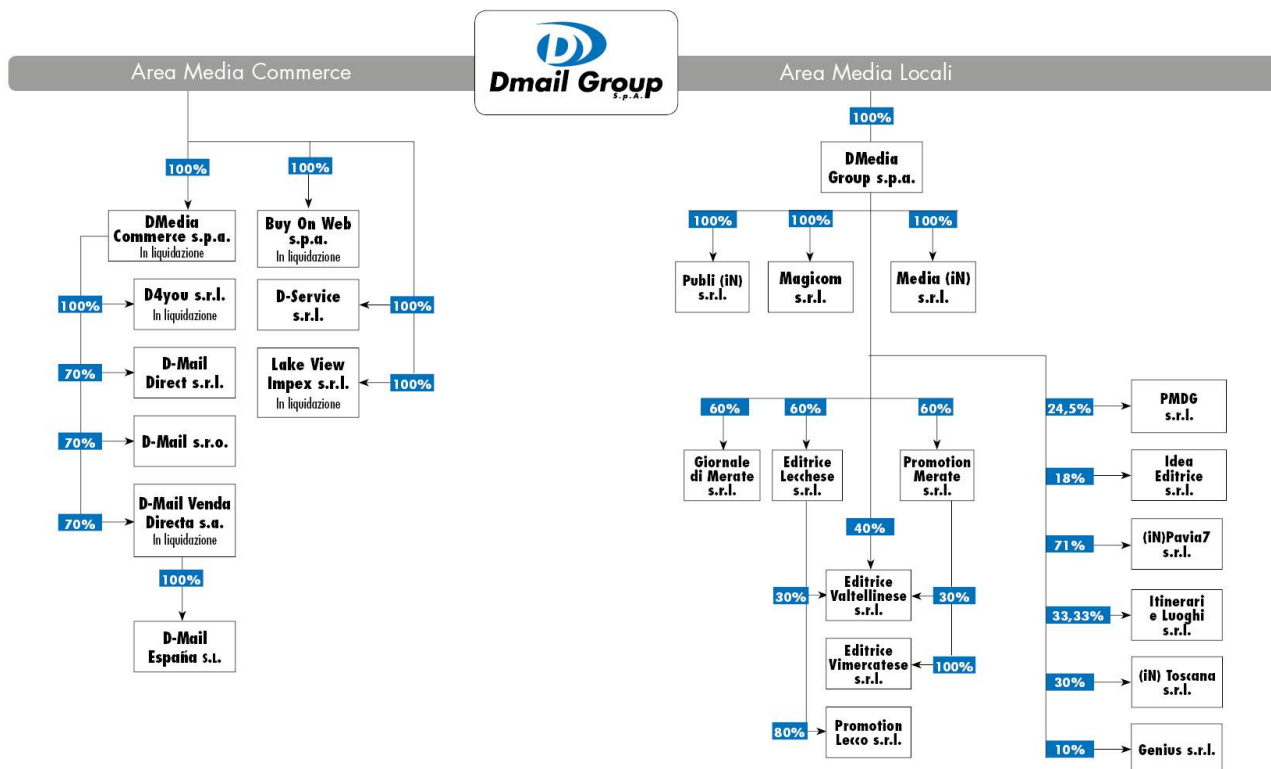 Area Media Commerce
Dmail Group
S.p.A.
Area Media Locali
100%
100%
100%
DMedia
Commerce s.p.a.
In liquidazione
Buy On Web
s.p.a.
In liquidazione
100%
D4you s.r.l.
In liquidazione
D-Service
s.r.l.
100%
70%
D-Mail
Direct s.r.l.
Lake View
Impex s.r.l.
In liquidazione
100%
70%
D-Mail s.r.o.
70%
D-Mail Venda
Directa s.a.
In liquidazione
100%
D-Mail
España S.L.
DMedia
Group s.p.a.
100%
100%
100%
Publi (iN)
s.r.l.
Magicom
s.r.l.
Media (iN)
s.r.l.
60%
60%
60%
Giornale
di Merate
s.r.l.
Editrice
Lecchese
s.r.l.
Promotion
Merate
s.r.l.
40%
30%
Editrice
Valtellinese
s.r.l.
30%
Editrice
Vimercatese
s.r.l.
100%
80%
Promotion
Lecco s.r.l.
24,5%
PMDG
s.r.l.
18%
Idea
Editrice
s.r.l.
71%
(iN)Pavia7
s.r.l.
33,33%
Itinerari
e Luoghi
s.r.l.
30%
(iN) Toscana
s.r.l.
10%
Genius s.r.l.